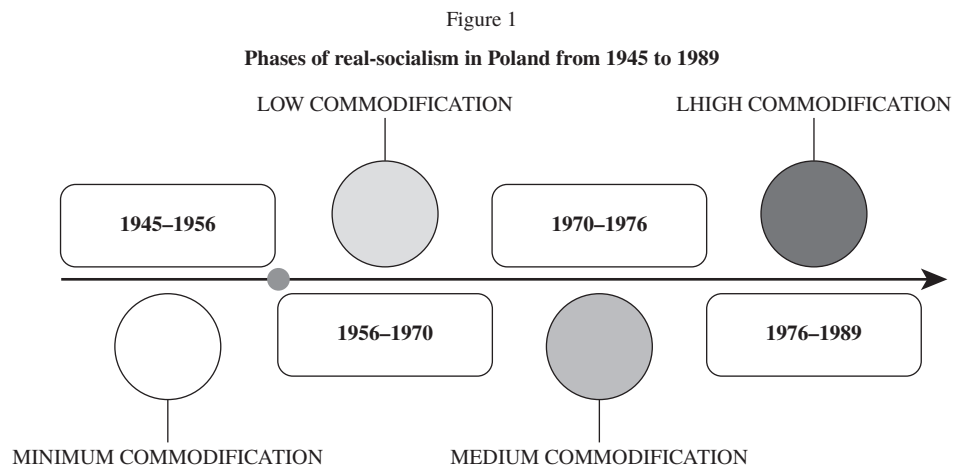 Figure 1
Phases of real-socialism in Poland from 1945 to 1989
LOW COMMODIFICATION
LHIGH COMMODIFICATION
1945–1956
1970–1976
1956–1970
1976–1989
MINIMUM COMMODIFICATION
MEDIUM COMMODIFICATION